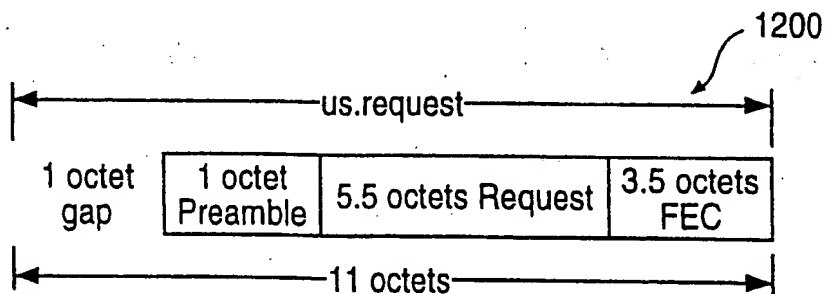 1200
us.request
1 octet
gap
1 octet
Preamble
5.5 octets Request
3.5 octets
FEC
11 octets